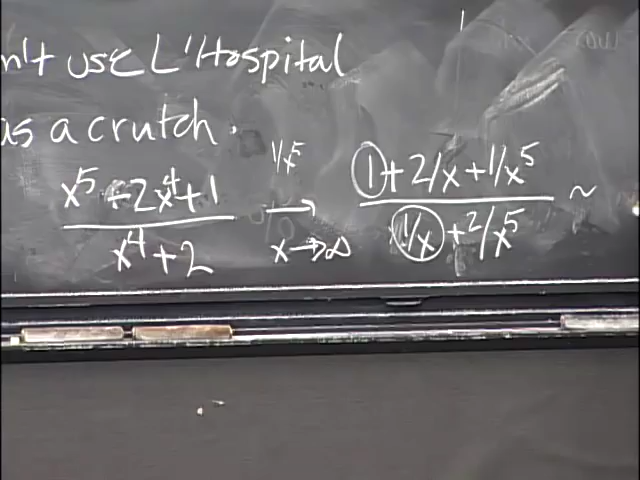 n't use L'Hospital
as a crutch.
x^5 + 2x^4 + 1 / x^4 + 2 → 1/x^5 x→∞ 1 + 2/x + 1/x^5 / 1/x + 2/x^5 ~